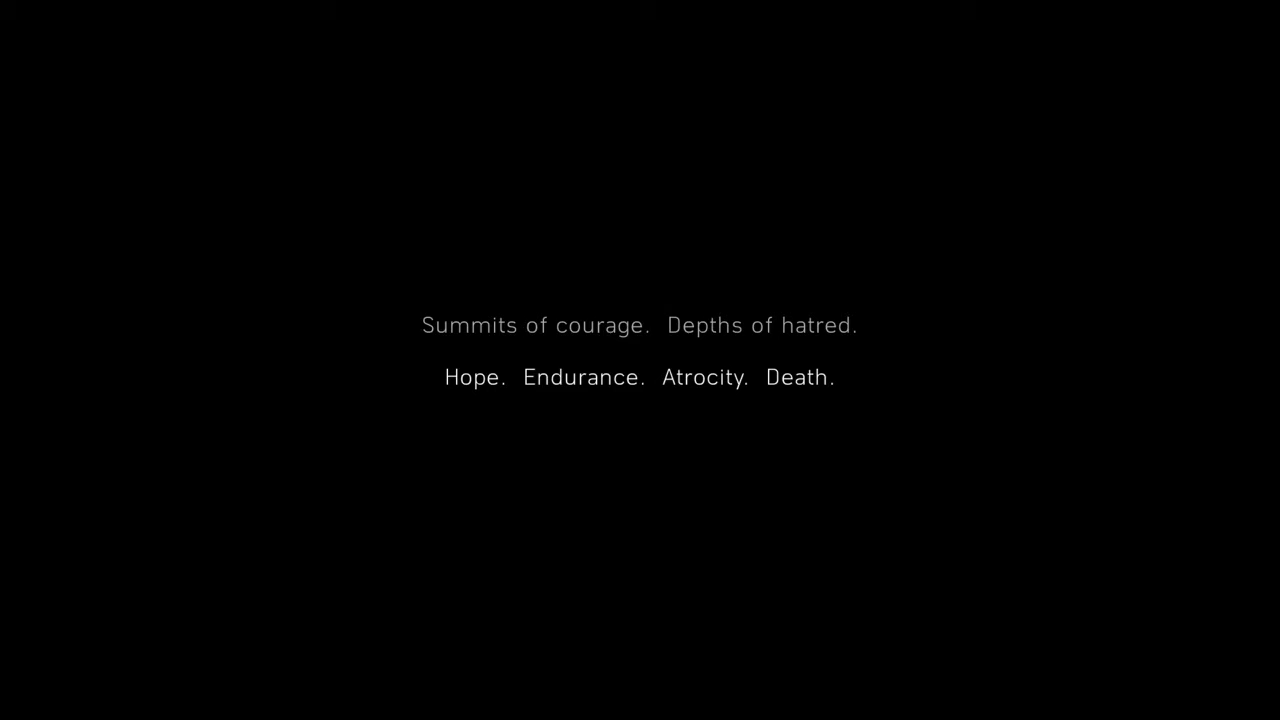 Summits of courage. Depths of hatred.
Hope. Endurance. Atrocity. Death.